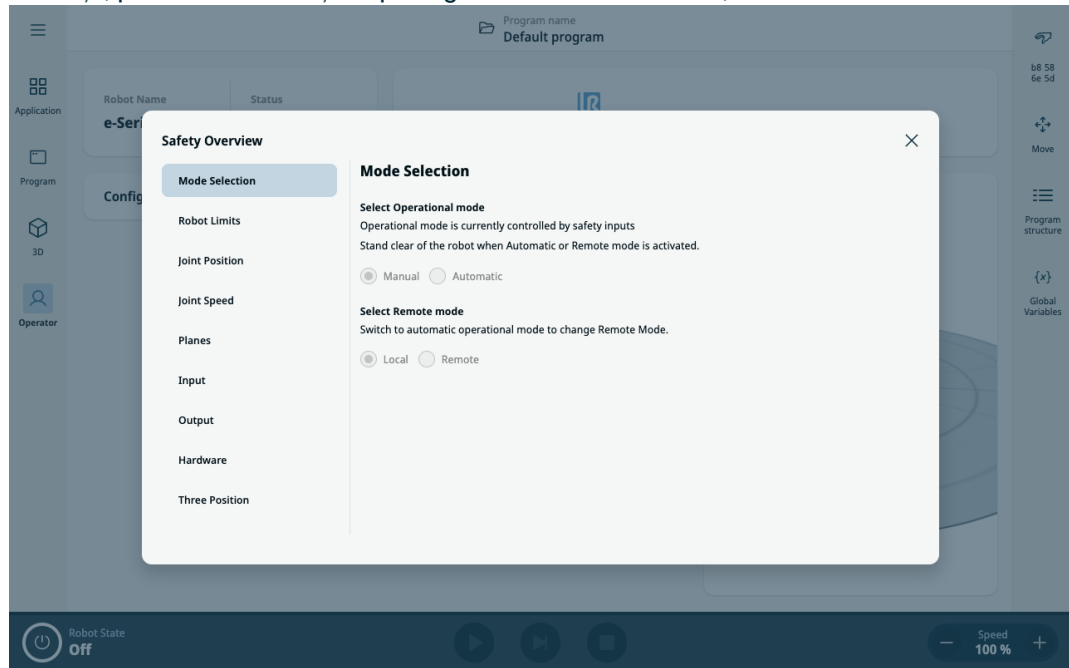 Program name
Default program
b8 58
6e 5d
Application
Robot Name
Status
e-Seri
Safety Overview
Mode Selection
Mode Selection
Select Operational mode
Operational mode is currently controlled by safety inputs
Stand clear of the robot when Automatic or Remote mode is activated.
Manual
Automatic
Select Remote mode
Switch to automatic operational mode to change Remote Mode.
Local
Remote
Robot Limits
Joint Position
Joint Speed
Planes
Input
Output
Hardware
Three Position
Program
Config
3D
Operator
Move
Program
structure
{x}
Global
Variables
Robot State
Off
Speed
100 %